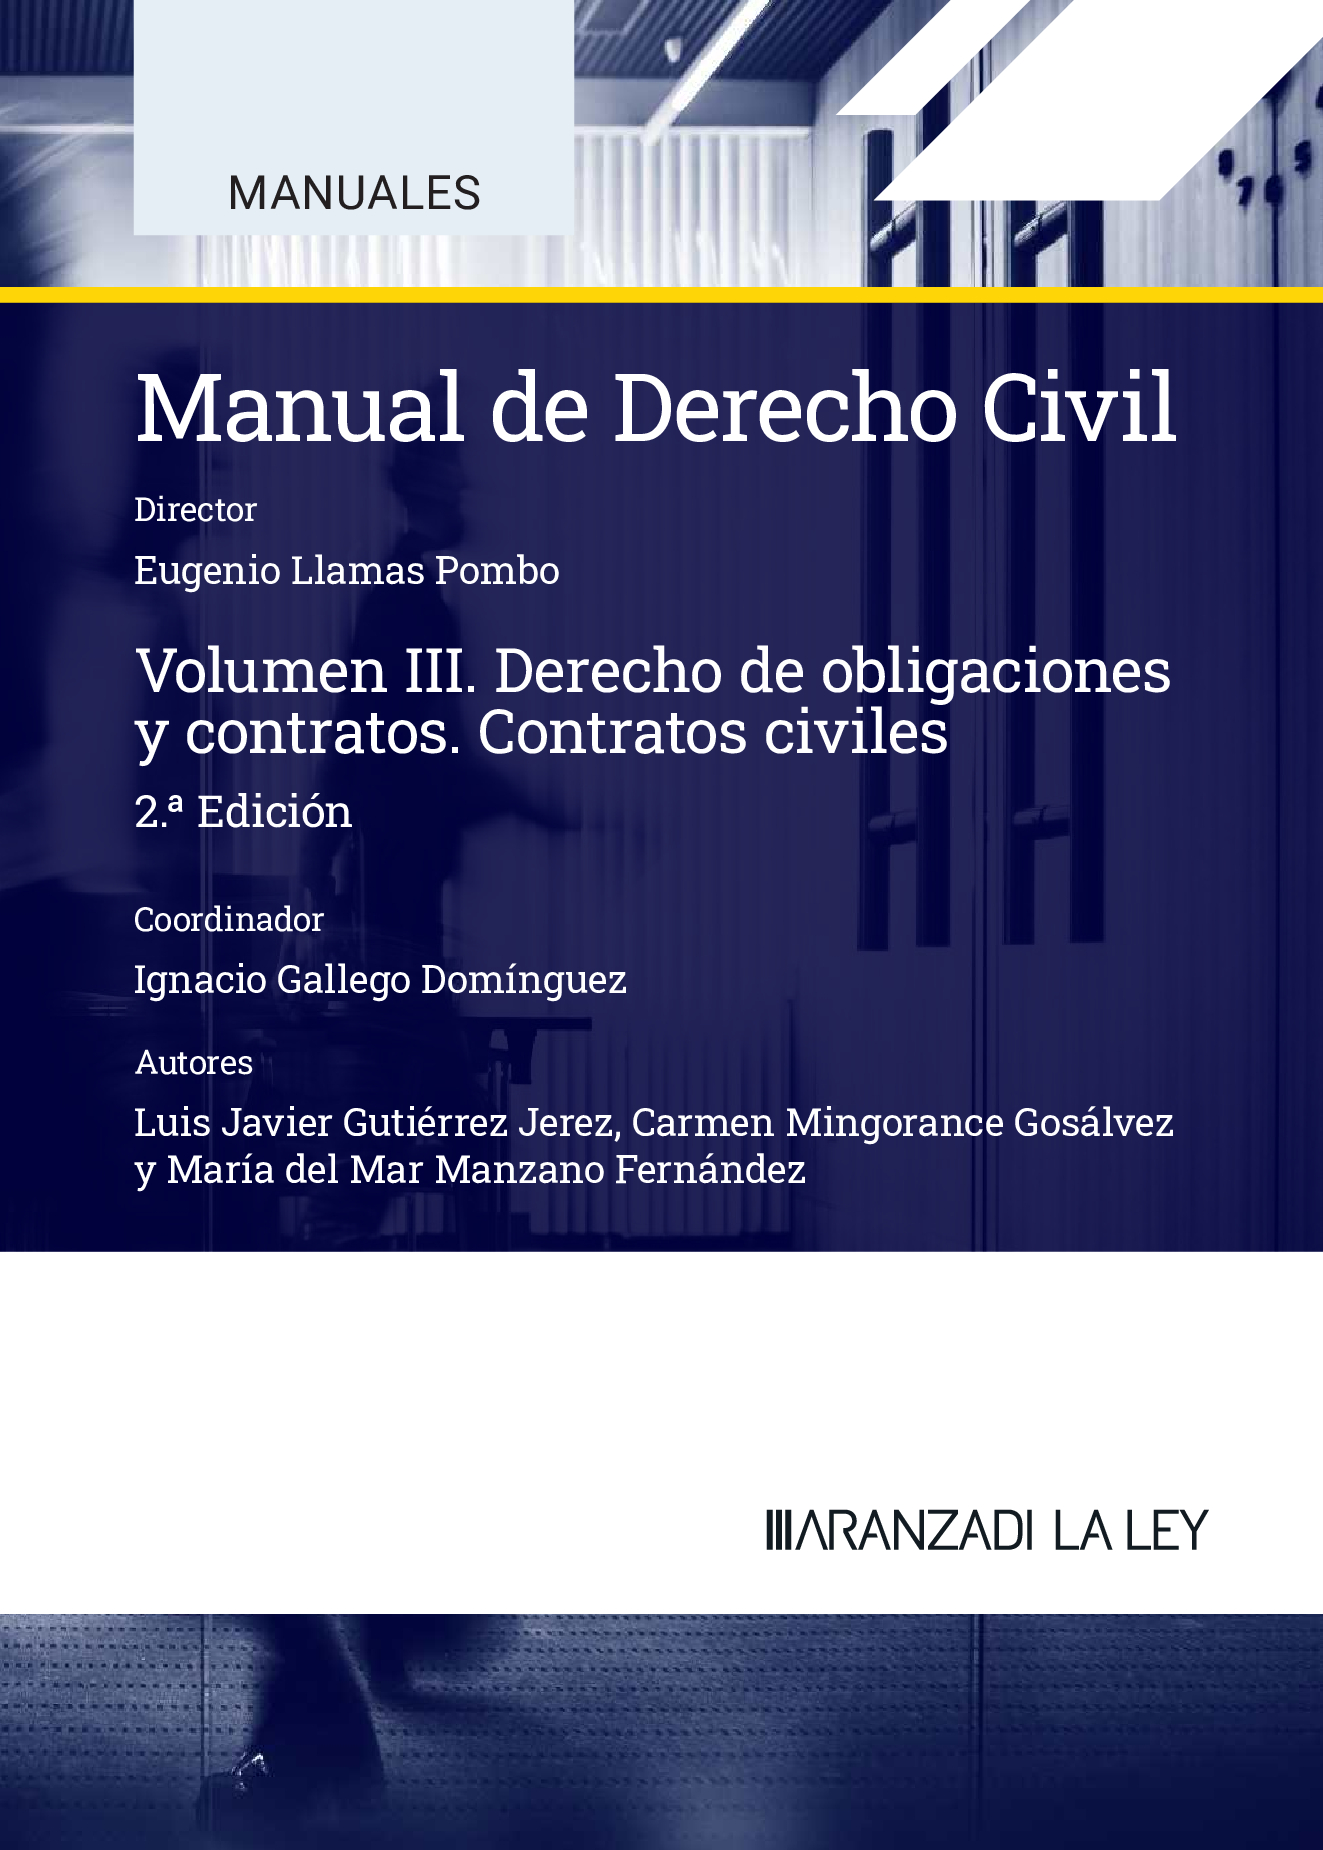 MANUALES
Manual de Derecho Civil
Director
Eugenio Llamas Pombo
Volumen III. Derecho de obligaciones
y contratos. Contratos civiles
2.ª Edición
Coordinador
Ignacio Gallego Domínguez
Autores
Luis Javier Gutiérrez Jerez, Carmen Mingorance Gosálvez
y María del Mar Manzano Fernández
ARANZADI LA LEY